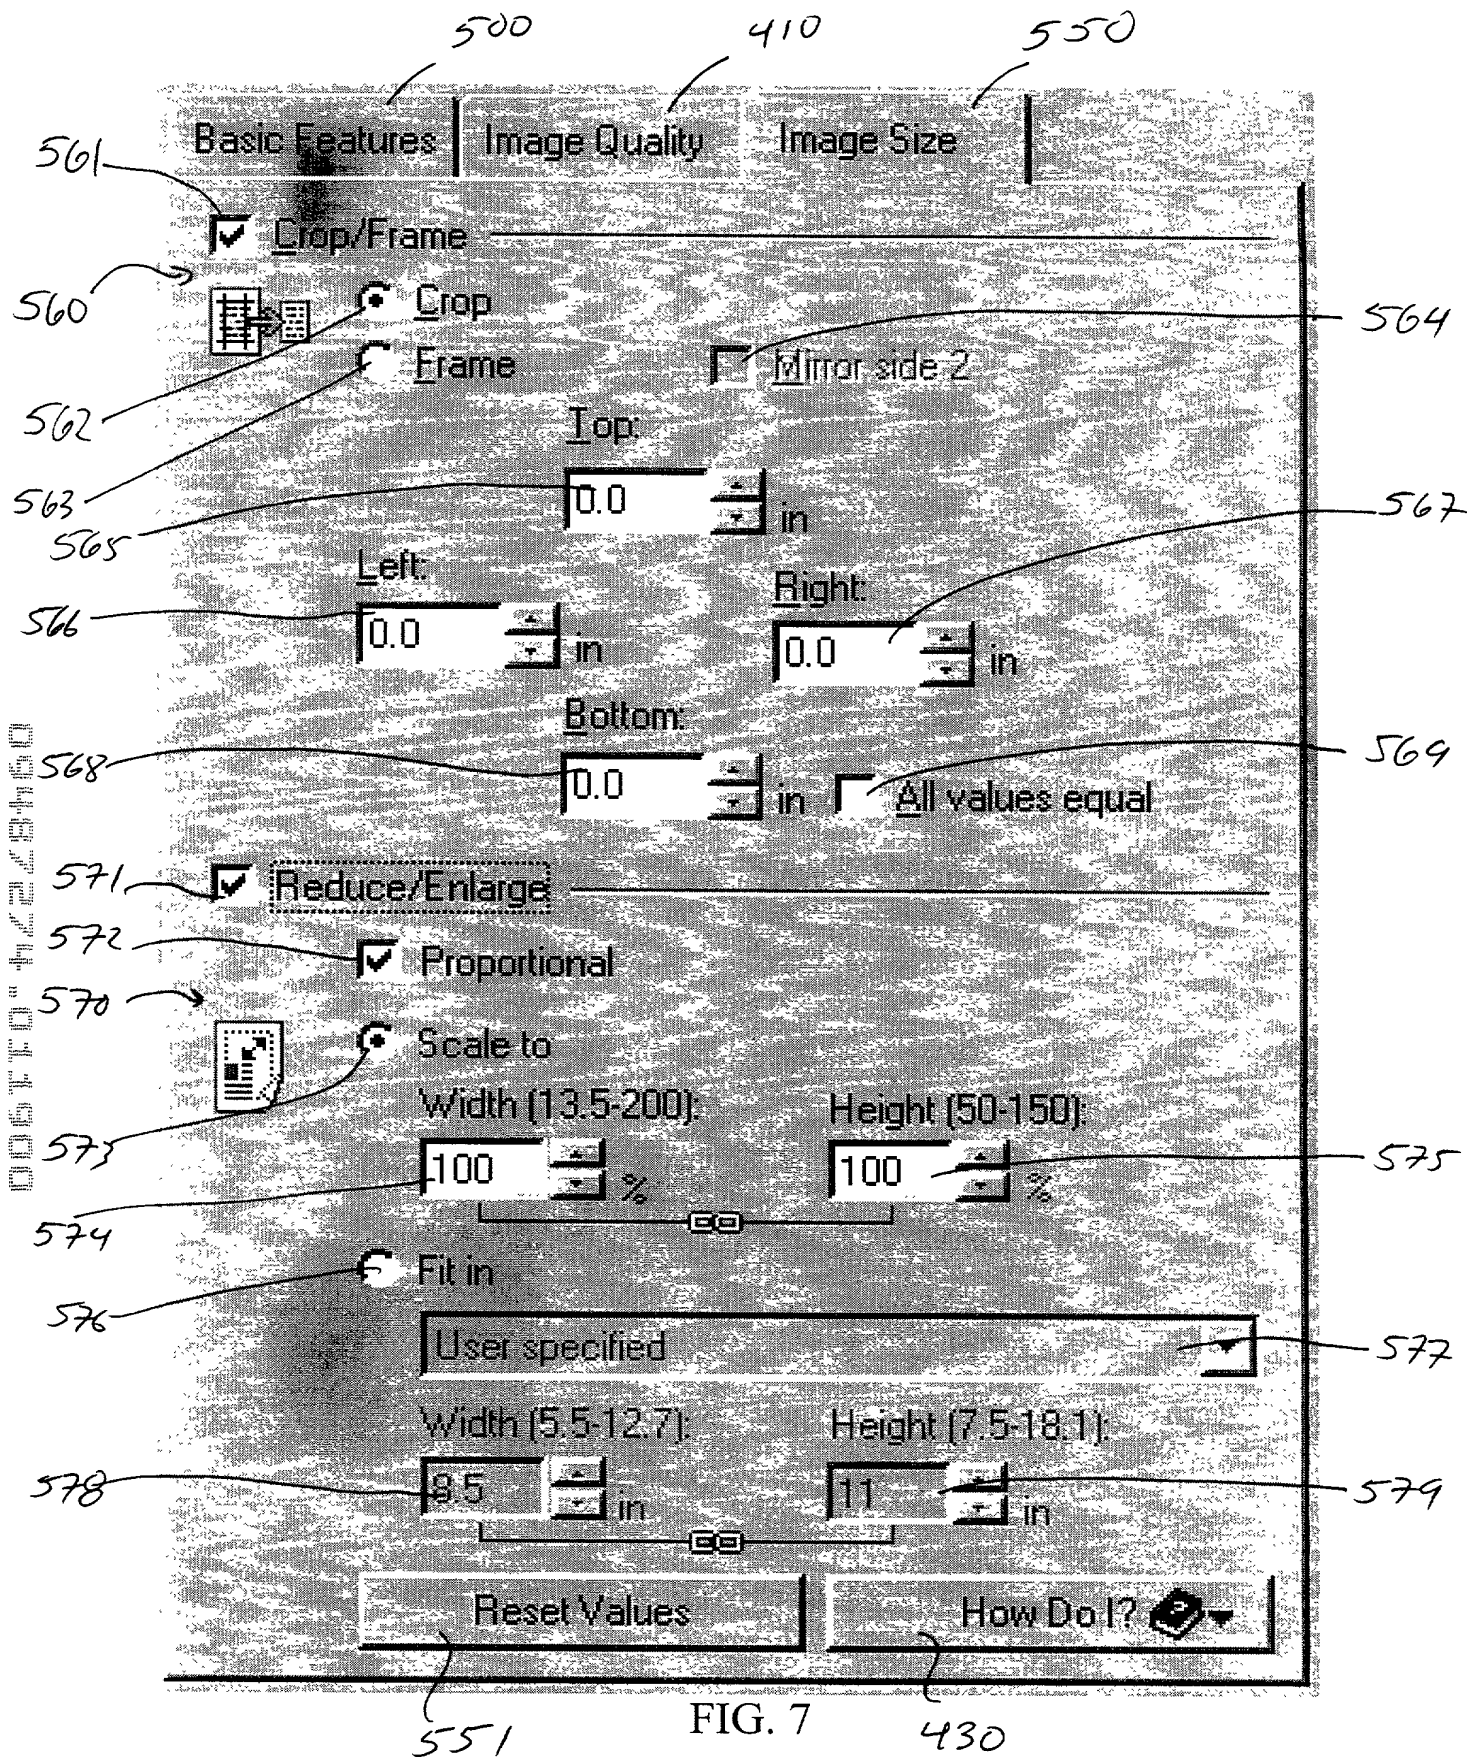 500 410 550
Basic Features Image Quality Image Size
561
Crop/Frame
560
Crop
564
Frame Mirror side 2
562
Top:
563
0.0 in
567
565
Left:
Right:
566
0.0 in
0.0 in
Bottom:
568
569
0.0 in All values equal
571
Reduce/Enlarge
572
Proportional
570
Scale to
Width (13.5-200): Height (50-150):
573
100 % 100 %
575
574
Fit in
576
User specified
577
Width (5.5-12.7): Height (7.5-18.1):
578
8.5 in 11 in
579
Reset Values How Do I?
551 FIG. 7 430